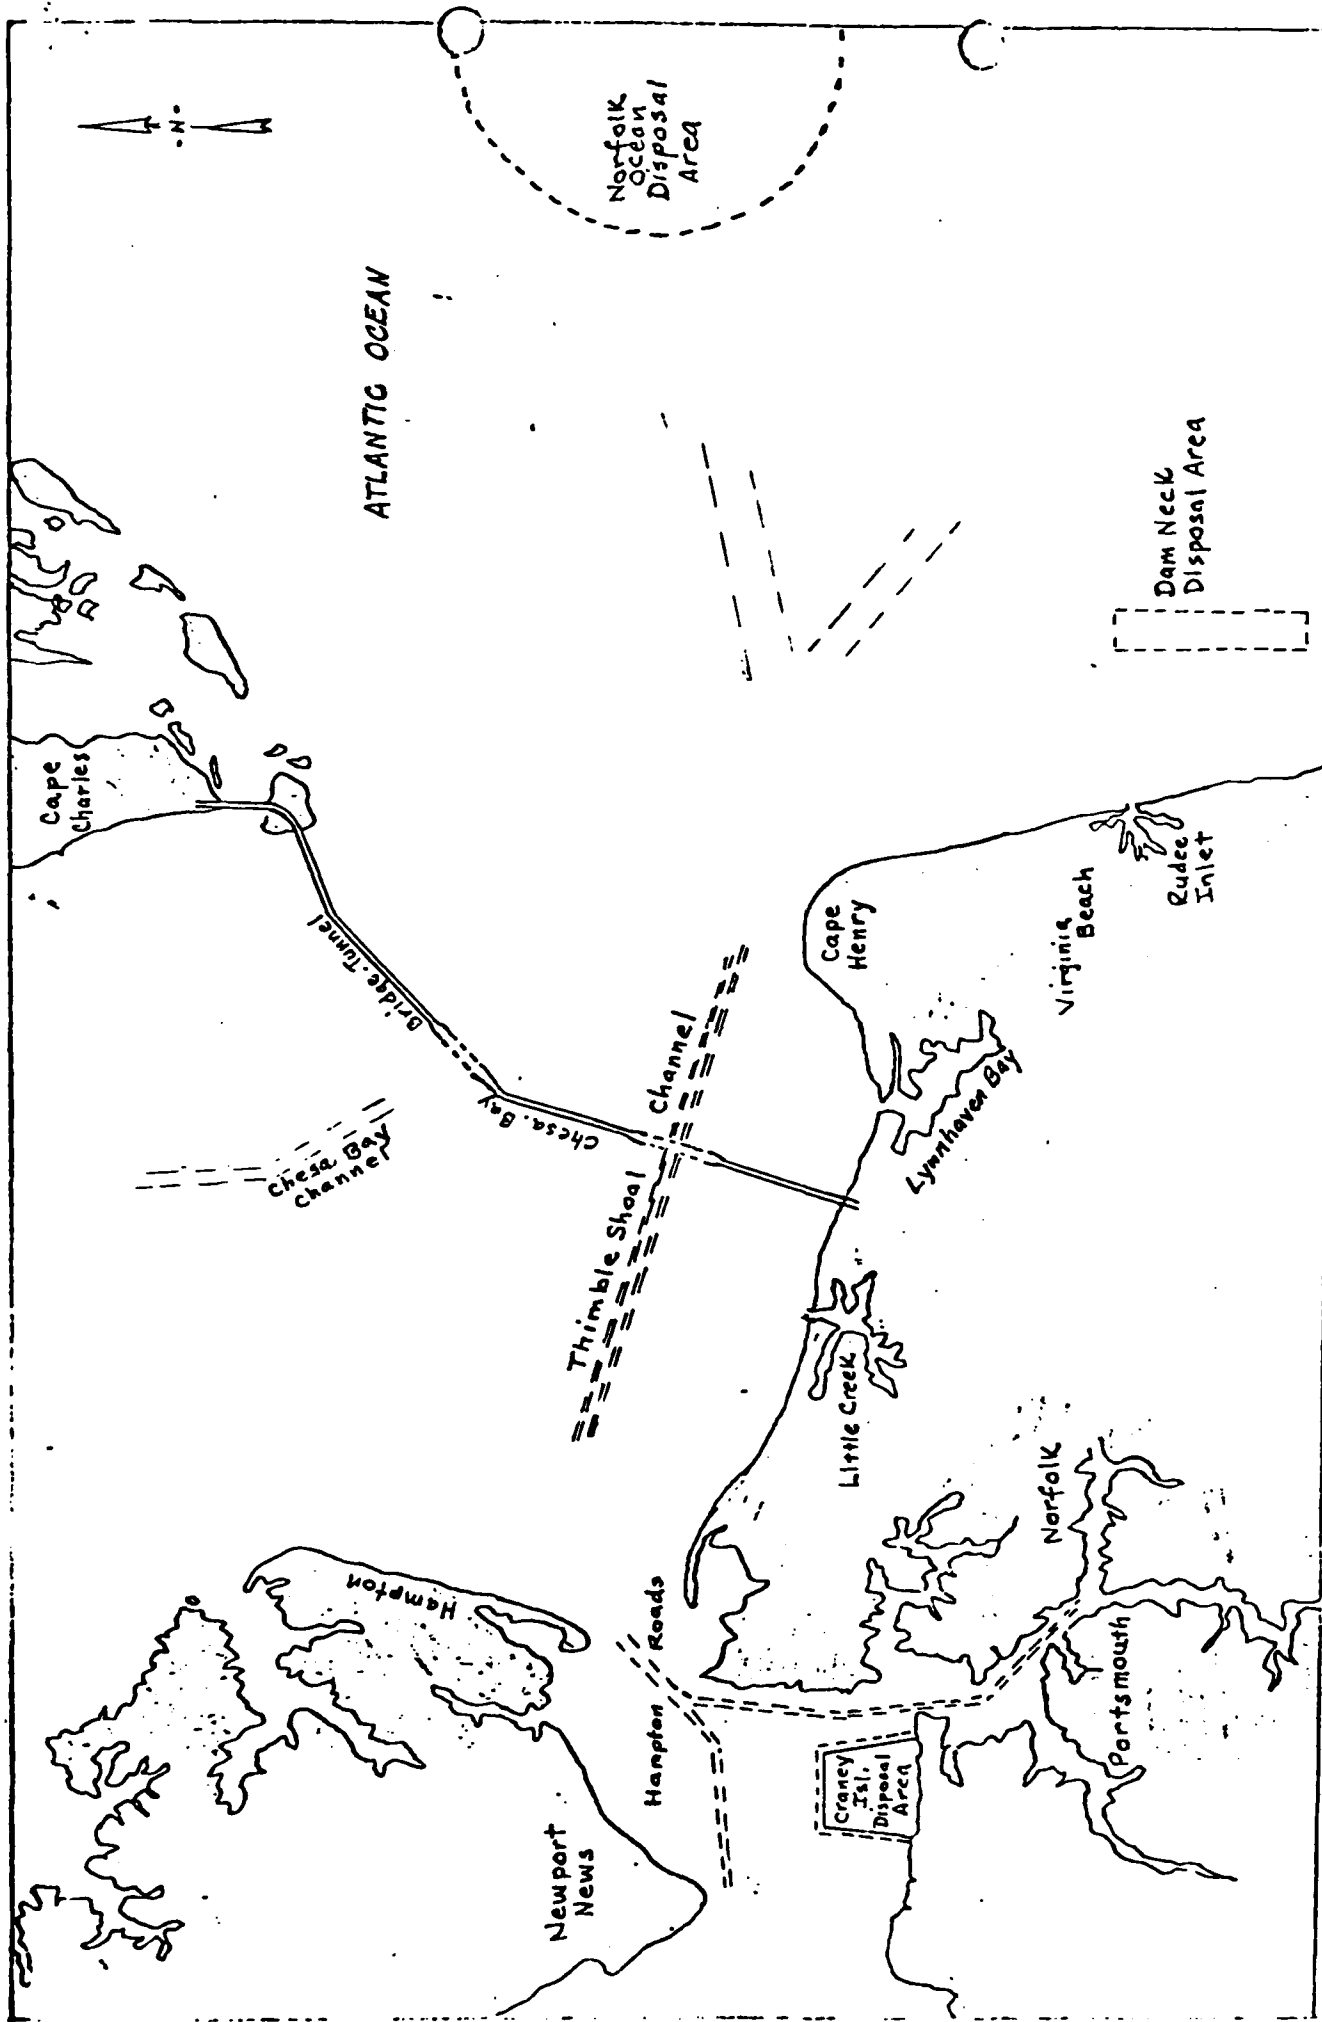 ·N·
Norfolk
Ocean
Disposal
Area
ATLANTIC OCEAN
Cape
Charles
Chesa. Bay
Bridge-Tunnel
Chesa Bay
Channel
Thimble Shoal Channel
Cape
Henry
Lynnhaven Bay
Virginia
Beach
Rudee
Inlet
Dam Neck
Disposal Area
Little Creek
Hampton
Hampton Roads
Newport
News
Craney
Isl.
Disposal
Area
Norfolk
Portsmouth